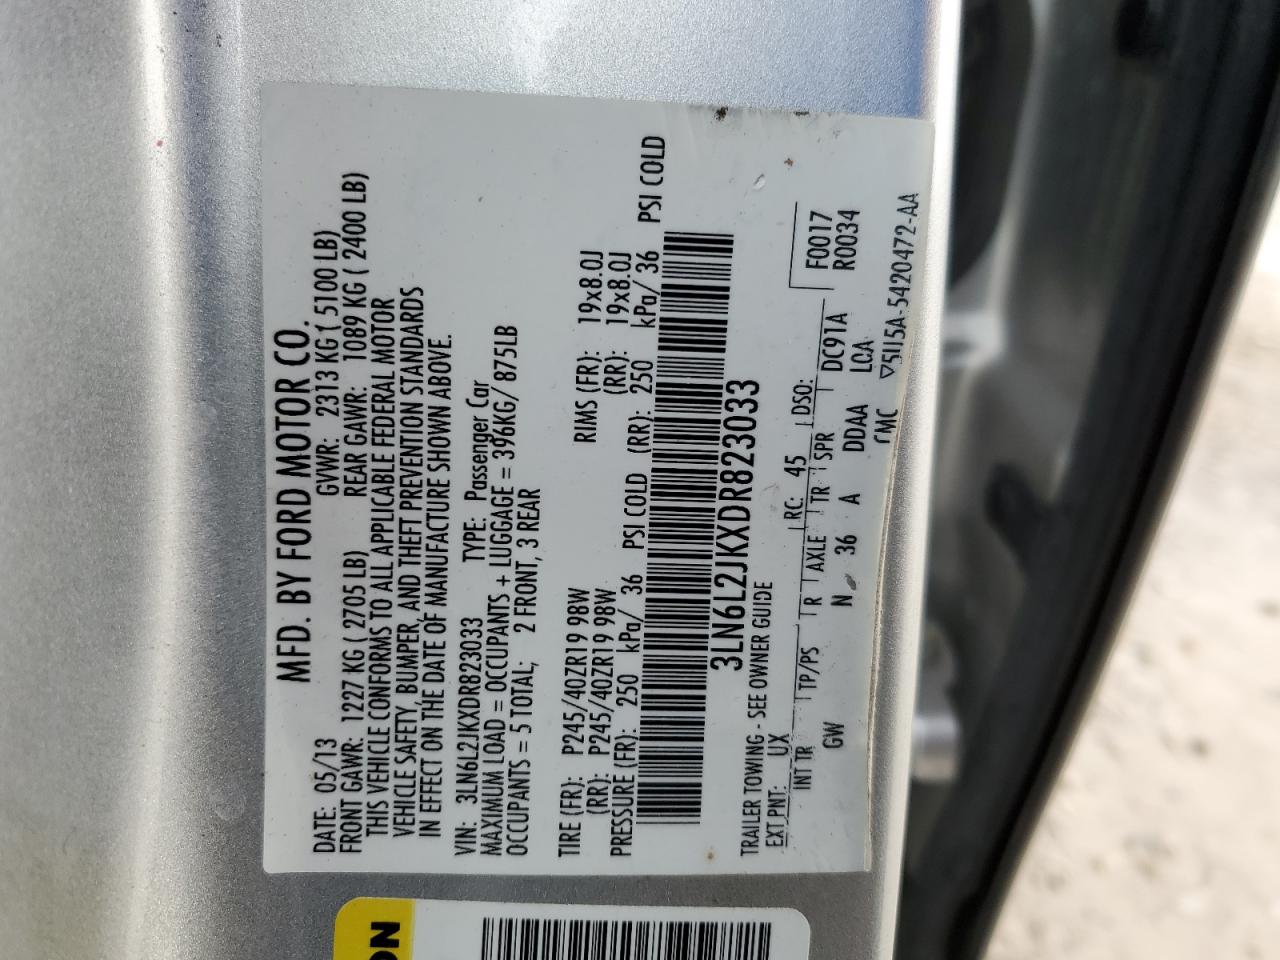 MFD. BY FORD MOTOR CO.
DATE: 05/13 GVWR: 2313 KG ( 5100 LB)
FRONT GAWR: 1227 KG ( 2705 LB) REAR GAWR: 1089 KG ( 2400 LB)
THIS VEHICLE CONFORMS TO ALL APPLICABLE FEDERAL MOTOR
VEHICLE SAFETY, BUMPER, AND THEFT PREVENTION STANDARDS
IN EFFECT ON THE DATE OF MANUFACTURE SHOWN ABOVE.
VIN: 3LN6L2JKXDR823033 TYPE: Passenger Car
MAXIMUM LOAD = OCCUPANTS + LUGGAGE = 396KG/ 875LB
OCCUPANTS = 5 TOTAL; 2 FRONT, 3 REAR
TIRE (FR): P245/40ZR19 98W RIMS (FR): 19x8.0J
(RR): P245/40ZR19 98W (RR): 19x8.0J
PRESSURE (FR): 250 kPa/ 36 PSI COLD (RR): 250 kPa/ 36 PSI COLD
3LN6L2JKXDR823033
TRAILER TOWING - SEE OWNER GUIDE
EXT PNT: UX RC: 45 DSO: F0017
INT TR TP/PS R AXLE TR SPR DC91A R0034
GW N 36 A DDAA LOA
5U5A-5420472-AA
ON